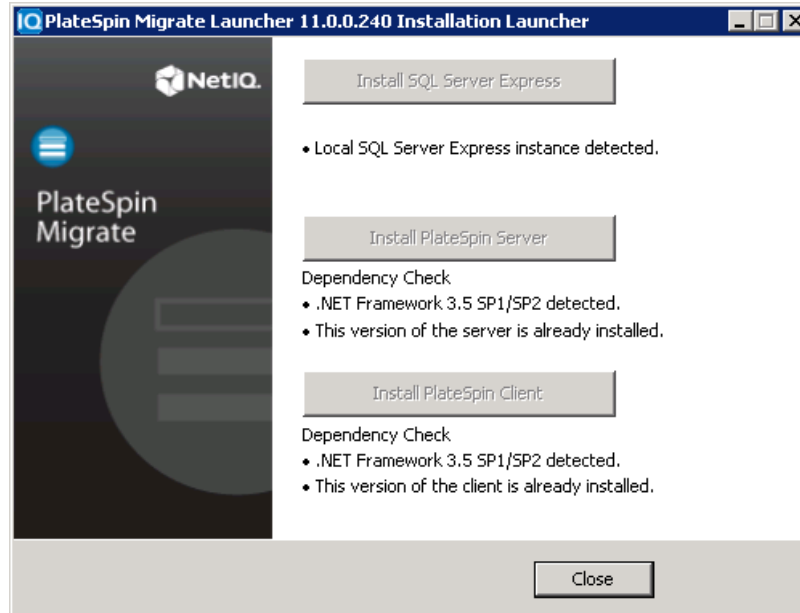 IQ PlateSpin Migrate Launcher 11.0.0.240 Installation Launcher
NetIQ.
PlateSpin
Migrate
Install SQL Server Express
• Local SQL Server Express instance detected.
Install PlateSpin Server
Dependency Check
• .NET Framework 3.5 SP1/SP2 detected.
• This version of the server is already installed.
Install PlateSpin Client
Dependency Check
• .NET Framework 3.5 SP1/SP2 detected.
• This version of the client is already installed.
Close